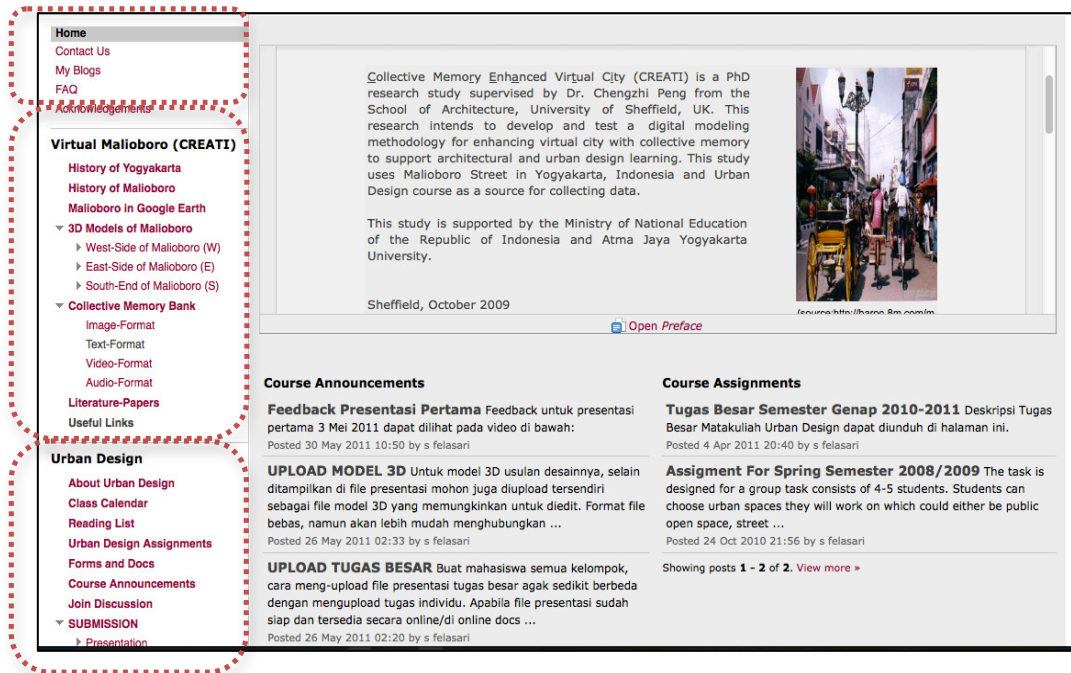 Home
Contact Us
My Blogs
FAQ
Acknowledgements
Virtual Malioboro (CREATI)
History of Yogyakarta
History of Malioboro
Malioboro in Google Earth
3D Models of Malioboro
West-Side of Malioboro (W)
East-Side of Malioboro (E)
South-End of Malioboro (S)
Collective Memory Bank
Image-Format
Text-Format
Video-Format
Audio-Format
Literature-Papers
Useful Links
Urban Design
About Urban Design
Class Calendar
Reading List
Urban Design Assignments
Forms and Docs
Course Announcements
Join Discussion
SUBMISSION
Presentation
Collective Memory Enhanced Virtual City (CREATI) is a PhD
research study supervised by Dr. Chengzhi Peng from the
School of Architecture, University of Sheffield, UK. This
research intends to develop and test a digital modeling
methodology for enhancing virtual city with collective memory
to support architectural and urban design learning. This study
uses Malioboro Street in Yogyakarta, Indonesia and Urban
Design course as a source for collecting data.
This study is supported by the Ministry of National Education
of the Republic of Indonesia and Atma Jaya Yogyakarta
University.
Sheffield, October 2009
(source:http://baron.8m.com/m
Open Preface
Course Announcements
Feedback Presentasi Pertama Feedback untuk presentasi
pertama 3 Mei 2011 dapat dilihat pada video di bawah:
Posted 30 May 2011 10:50 by s felasari
UPLOAD MODEL 3D Untuk model 3D usulan desainnya, selain
ditampilkan di file presentasi mohon juga diupload tersendiri
sebagai file model 3D yang memungkinkan untuk diedit. Format file
bebas, namun akan lebih mudah menghubungkan ...
Posted 26 May 2011 02:33 by s felasari
UPLOAD TUGAS BESAR Buat mahasiswa semua kelompok,
cara meng-upload file presentasi tugas besar agak sedikit berbeda
dengan mengupload tugas individu. Apabila file presentasi sudah
siap dan tersedia secara online/di online docs ...
Posted 26 May 2011 02:20 by s felasari
Course Assignments
Tugas Besar Semester Genap 2010-2011 Deskripsi Tugas
Besar Matakuliah Urban Design dapat diunduh di halaman ini.
Posted 4 Apr 2011 20:40 by s felasari
Assigment For Spring Semester 2008/2009 The task is
designed for a group task consists of 4-5 students. Students can
choose urban spaces they will work on which could either be public
open space, street ...
Posted 24 Oct 2010 21:56 by s felasari
Showing posts 1 - 2 of 2. View more »